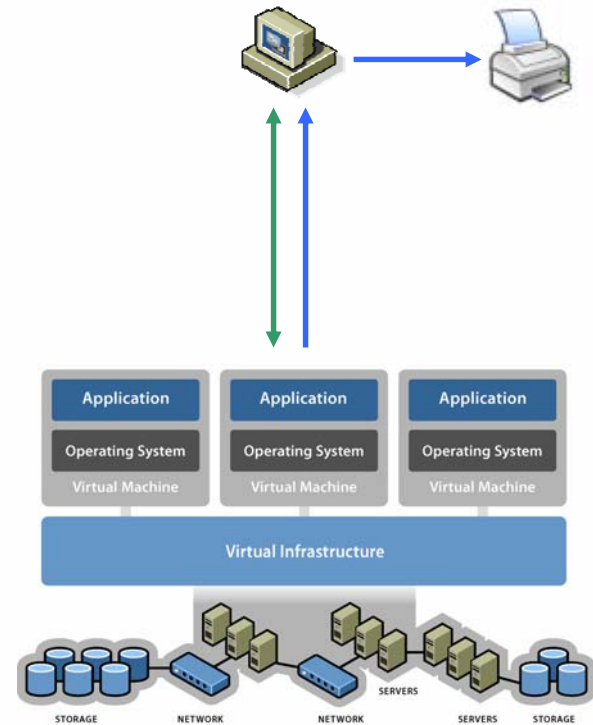 Application
Application
Application
Operating System
Operating System
Operating System
Virtual Machine
Virtual Machine
Virtual Machine
Virtual Infrastructure
SERVERS
STORAGE
NETWORK
NETWORK
SERVERS
STORAGE